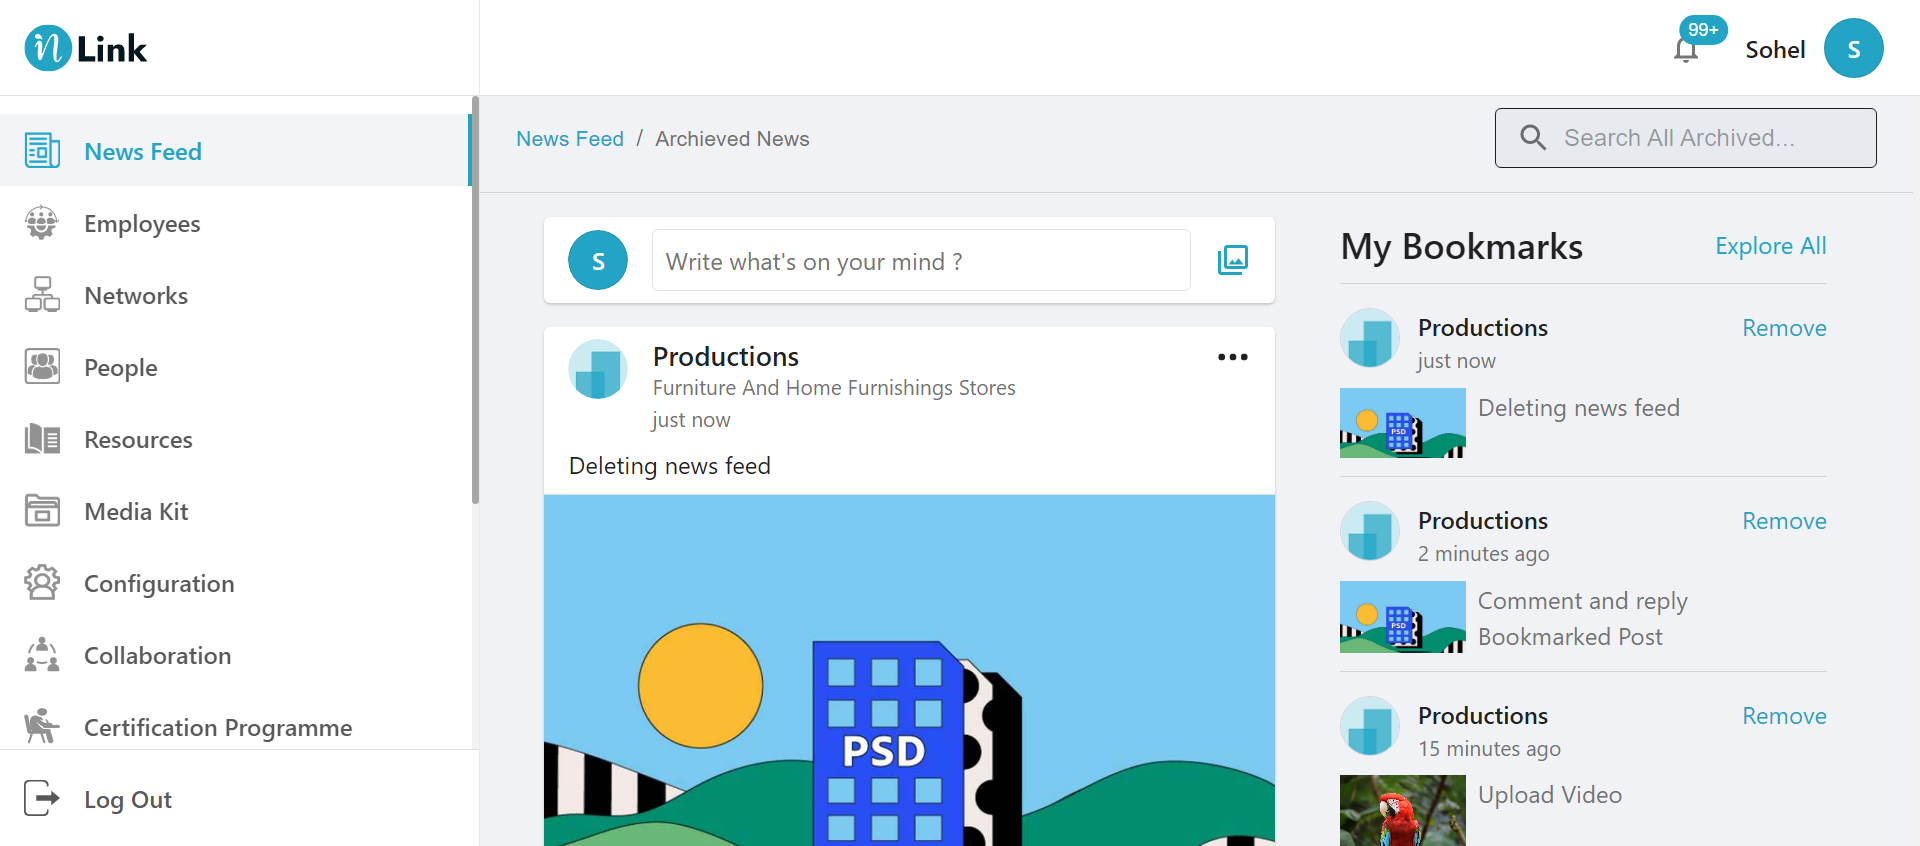 n Link
99+
Sohel
S
News Feed
Employees
Networks
People
Resources
Media Kit
Configuration
Collaboration
Certification Programme
Log Out
News Feed / Archieved News
Search All Archived...
S
Write what's on your mind ?
Productions
Furniture And Home Furnishings Stores
just now
Deleting news feed
PSD
My Bookmarks
Explore All
Productions
Remove
just now
PSD
Deleting news feed
Productions
Remove
2 minutes ago
PSD
Comment and reply
Bookmarked Post
Productions
Remove
15 minutes ago
Upload Video